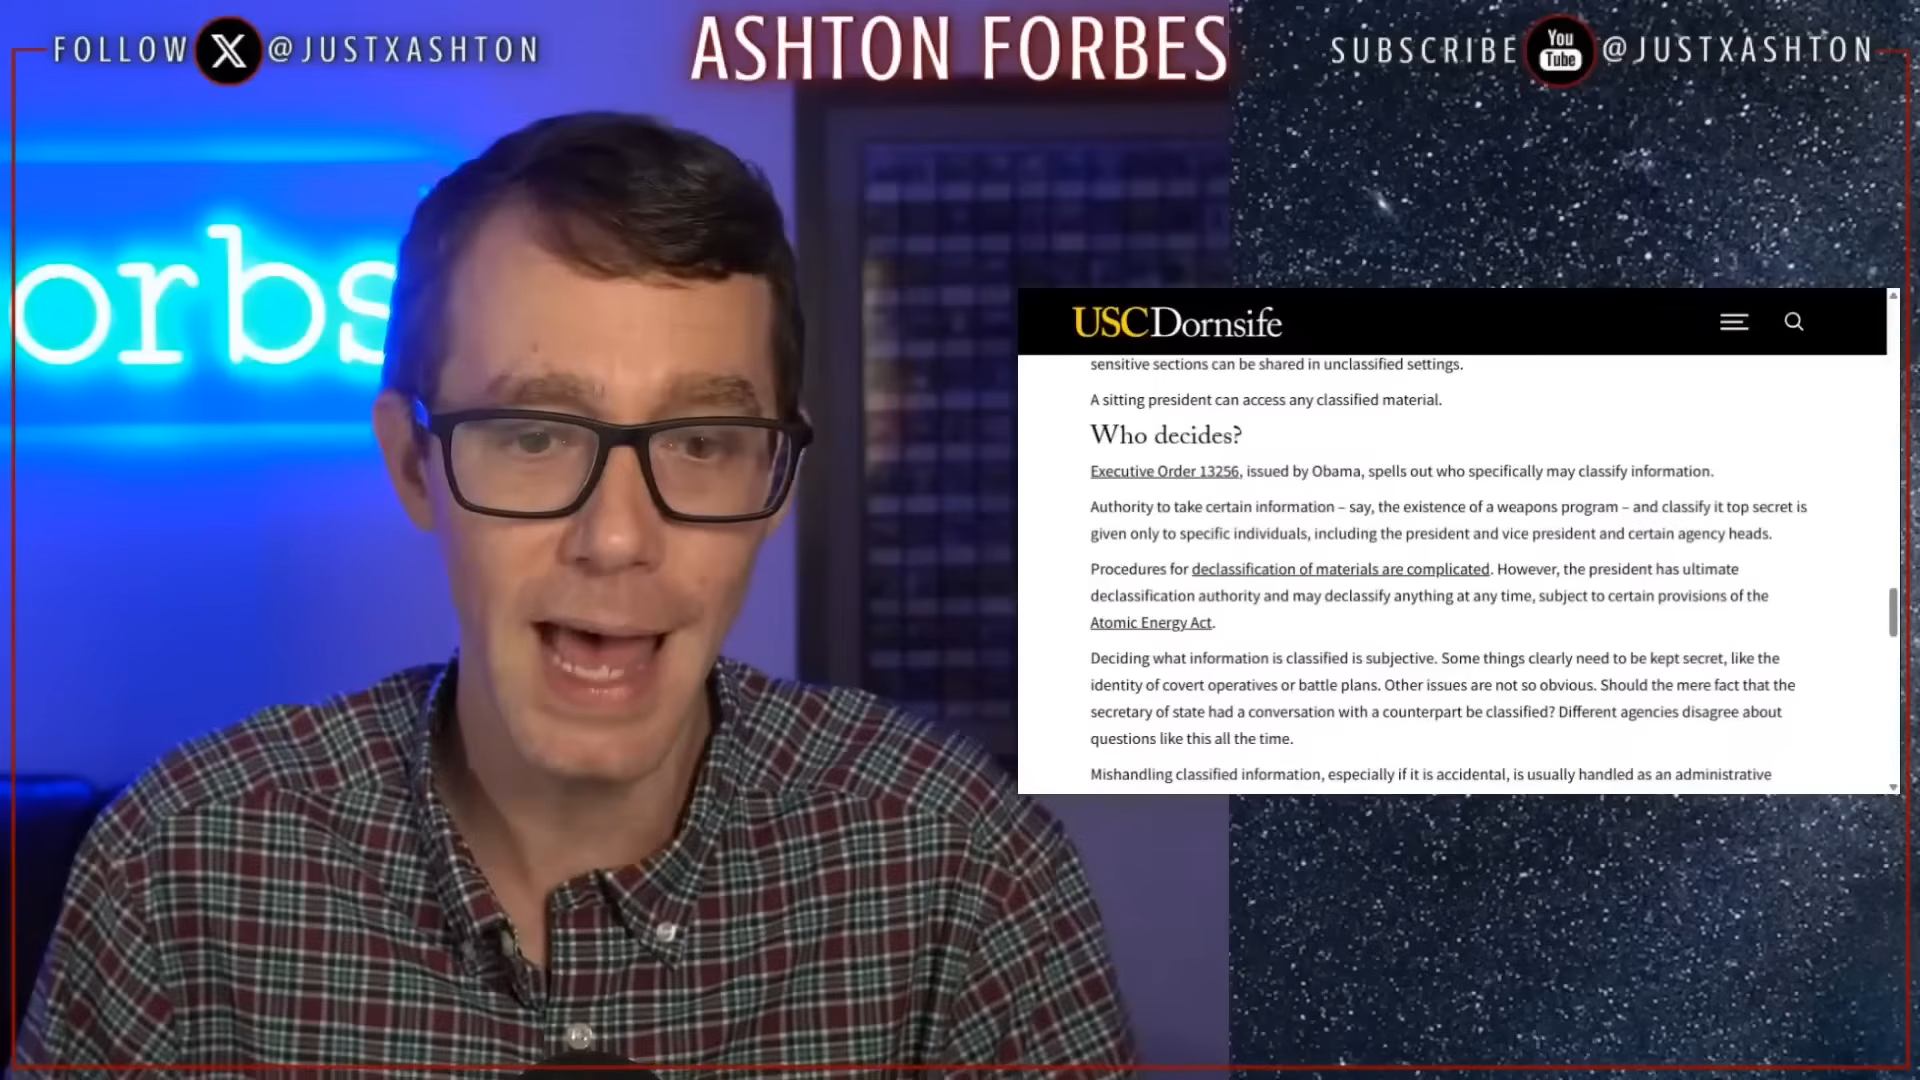 FOLLOW X @JUSTXASHTON
ASHTON FORBES
SUBSCRIBE You Tube @JUSTXASHTON
orbs
USCDornsife
sensitive sections can be shared in unclassified settings.
A sitting president can access any classified material.
Who decides?
Executive Order 13256, issued by Obama, spells out who specifically may classify information.
Authority to take certain information – say, the existence of a weapons program – and classify it top secret is
given only to specific individuals, including the president and vice president and certain agency heads.
Procedures for declassification of materials are complicated. However, the president has ultimate
declassification authority and may declassify anything at any time, subject to certain provisions of the
Atomic Energy Act.
Deciding what information is classified is subjective. Some things clearly need to be kept secret, like the
identity of covert operatives or battle plans. Other issues are not so obvious. Should the mere fact that the
secretary of state had a conversation with a counterpart be classified? Different agencies disagree about
questions like this all the time.
Mishandling classified information, especially if it is accidental, is usually handled as an administrative